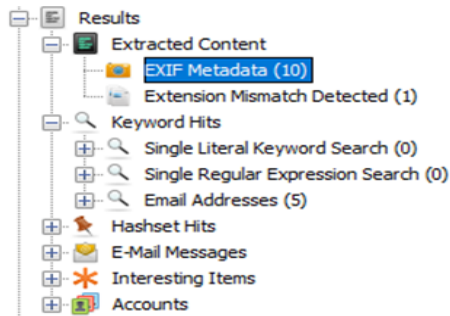 Results
Extracted Content
EXIF Metadata (10)
Extension Mismatch Detected (1)
Keyword Hits
Single Literal Keyword Search (0)
Single Regular Expression Search (0)
Email Addresses (5)
Hashset Hits
E-Mail Messages
Interesting Items
Accounts